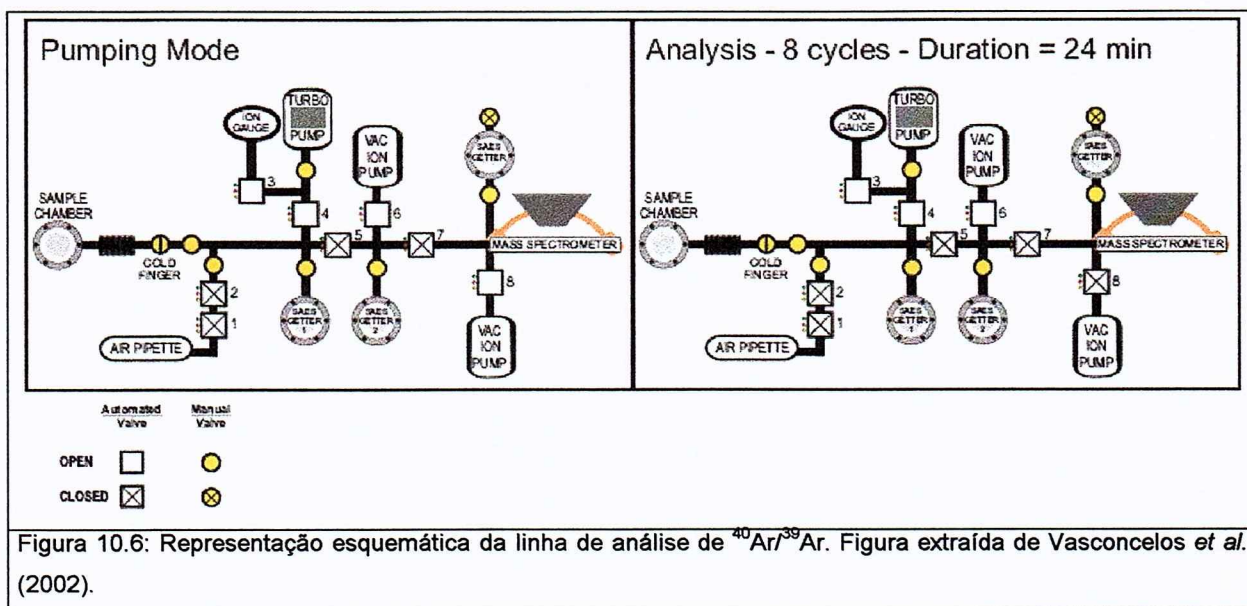 Pumping Mode
TURBO
PUMP
ION
GAUGE
VAC
ION
PUMP
SAES
GETTER
3
4
6
SAMPLE
CHAMBER
5
7
MASS SPECTROMETER
COLD
FINGER
2
8
1
SAES
GETTER
1
SAES
GETTER
2
AIR PIPETTE
VAC
ION
PUMP
Analysis - 8 cycles - Duration = 24 min
TURBO
PUMP
ION
GAUGE
VAC
ION
PUMP
SAES
GETTER
3
4
6
SAMPLE
CHAMBER
5
7
MASS SPECTROMETER
COLD
FINGER
2
8
1
SAES
GETTER
1
SAES
GETTER
2
AIR PIPETTE
VAC
ION
PUMP
Automated
Valve
Manual
Valve
OPEN
CLOSED
Figura 10.6: Representação esquemática da linha de análise de ⁴⁰Ar/³⁹Ar. Figura extraída de Vasconcelos et al.
(2002).